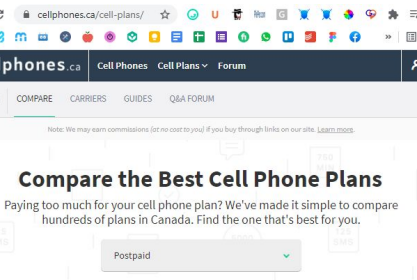 cellphones.ca/cell-plans/
phones.ca Cell Phones Cell Plans Forum
COMPARE CARRIERS GUIDES Q&A FORUM
Note: We may earn commissions (at no cost to you) if you buy through links on our site. Learn more.
Compare the Best Cell Phone Plans
Paying too much for your cell phone plan? We've made it simple to compare
hundreds of plans in Canada. Find the one that's best for you.
Postpaid